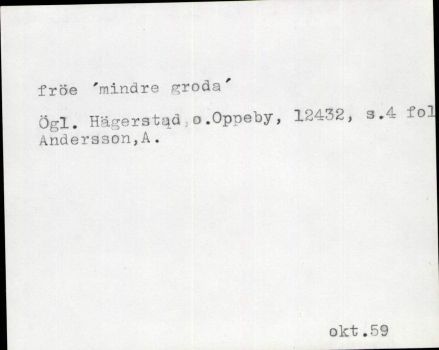 fröe ´mindre groda´
Ögl. Hägerstad o.Oppeby, 12432, s.4 fol
Andersson,A.
okt.59